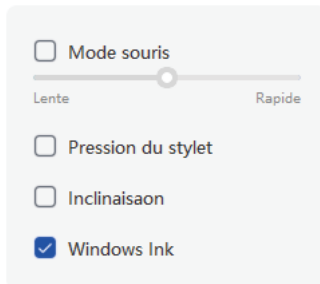 Mode souris
Lente Rapide
Pression du stylet
Inclinaisaon
Windows Ink